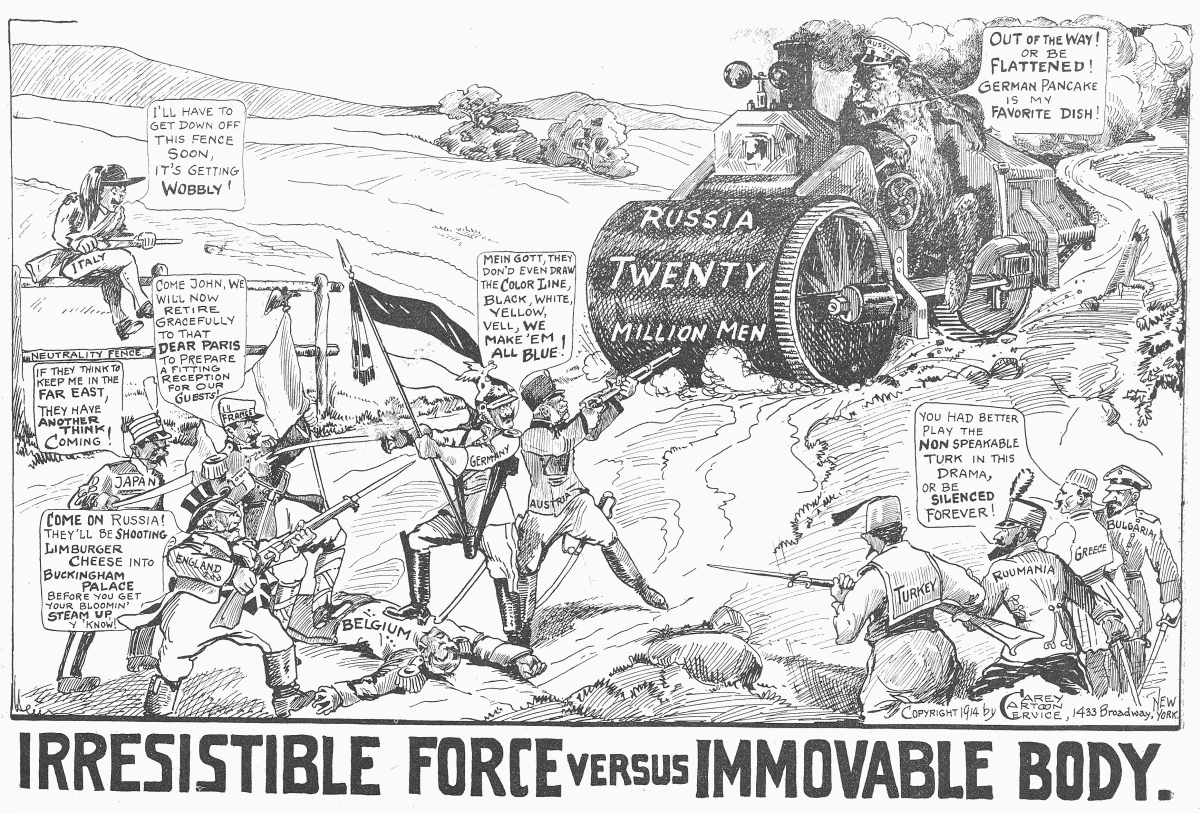 I'LL HAVE TO
GET DOWN OFF
THIS FENCE
SOON,
IT'S GETTING
WOBBLY!
ITALY
NEUTRALITY FENCE
RUSSIA
OUT OF THE WAY!
OR BE
FLATTENED!
GERMAN PANCAKE
IS MY
FAVORITE DISH!
RUSSIA
TWENTY
MILLION MEN
COME JOHN, WE
WILL NOW
RETIRE
GRACEFULLY
TO THAT
DEAR PARIS
TO PREPARE
A FITTING
RECEPTION
FOR OUR
GUESTS!
FRANCE
MEIN GOTT, THEY
DON'D EVEN DRAW
THE COLOR LINE,
BLACK, WHITE,
YELLOW,
VELL, WE
MAKE 'EM
ALL BLUE!
GERMANY
AUSTRIA
IF THEY THINK TO
KEEP ME IN THE
FAR EAST,
THEY HAVE
ANOTHER
THINK
COMING!
JAPAN
COME ON RUSSIA!
THEY'LL BE SHOOTING
LIMBURGER
CHEESE INTO
BUCKINGHAM
PALACE
BEFORE YOU GET
YOUR BLOOMIN'
STEAM UP
Y'KNOW!
ENGLAND
BELGIUM
YOU HAD BETTER
PLAY THE
NON SPEAKABLE
TURK IN THIS
DRAMA,
OR BE
SILENCED
FOREVER!
TURKEY
ROUMANIA
GREECE
BULGARIA
COPYRIGHT 1914 by CAREY CARTOON SERVICE, 1433 Broadway, NEW YORK
IRRESISTIBLE FORCE VERSUS IMMOVABLE BODY.